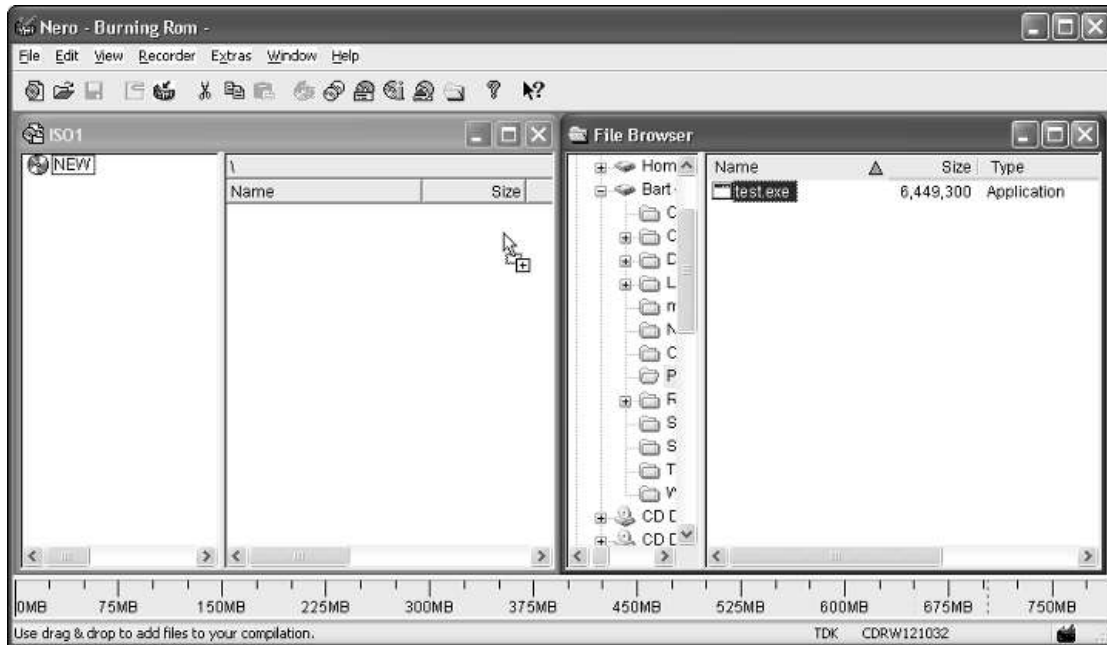 Nero - Burning Rom -
File Edit View Recorder Extras Window Help
ISO1
NEW
\
Name Size
File Browser
Hom
Bart
C
C
D
L
m
N
C
P
R
S
S
T
W
CD D
CD D
Name Size Type
test.exe 6,449,300 Application
0MB 75MB 150MB 225MB 300MB 375MB 450MB 525MB 600MB 675MB 750MB
Use drag & drop to add files to your compilation. TDK CDRW121032